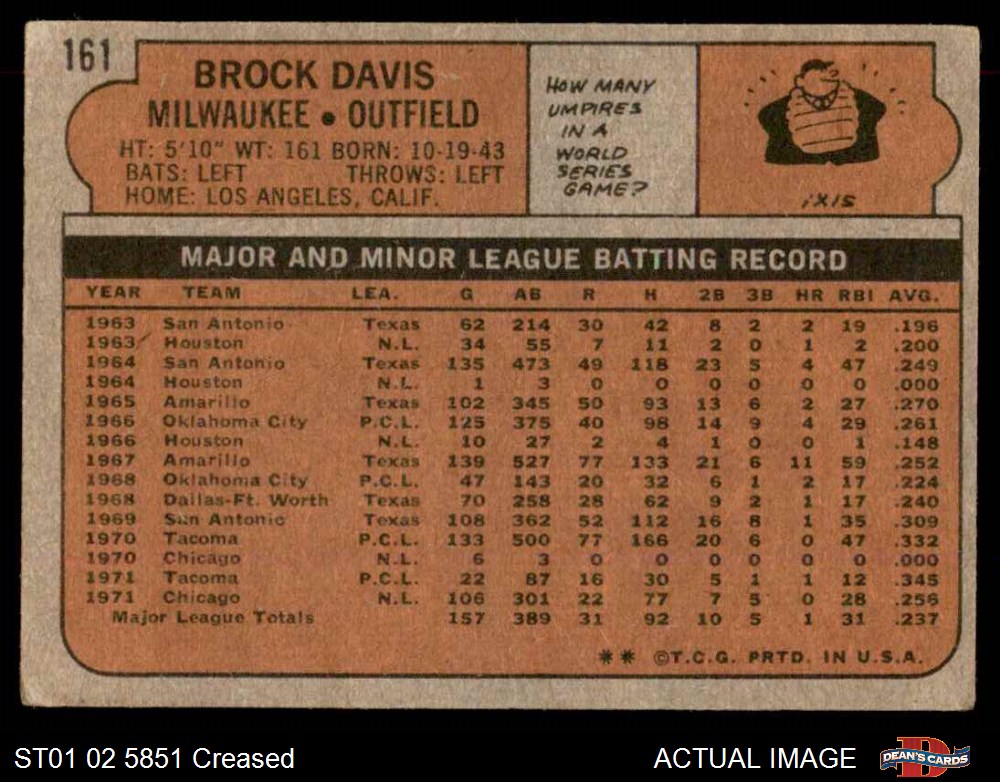 161
BROCK DAVIS
MILWAUKEE • OUTFIELD
HT: 5'10" WT: 161 BORN: 10-19-43
BATS: LEFT THROWS: LEFT
HOME: LOS ANGELES, CALIF.
HOW MANY
UMPIRES
IN A
WORLD
SERIES
GAME?
MAJOR AND MINOR LEAGUE BATTING RECORD
YEAR TEAM LEA. G AB R H 2B 3B HR RBI AVG.
1963 San Antonio Texas 62 214 30 42 8 2 2 19 .196
1963 Houston N.L. 34 55 7 11 2 0 1 2 .200
1964 San Antonio Texas 135 473 49 118 23 5 4 47 .249
1964 Houston N.L. 1 3 0 0 0 0 0 0 .000
1965 Amarillo Texas 102 345 50 93 13 6 2 27 .270
1966 Oklahoma City P.C.L. 125 375 40 98 14 9 4 29 .261
1966 Houston N.L. 10 27 2 4 1 0 0 1 .148
1967 Amarillo Texas 139 527 77 133 21 6 11 59 .252
1968 Oklahoma City P.C.L. 47 143 20 32 6 1 2 17 .224
1968 Dallas-Ft. Worth Texas 70 258 28 62 9 2 1 17 .240
1969 San Antonio Texas 108 362 52 112 16 8 1 35 .309
1970 Tacoma P.C.L. 133 500 77 166 20 6 0 47 .332
1970 Chicago N.L. 6 3 0 0 0 0 0 0 .000
1971 Tacoma P.C.L. 22 87 16 30 5 1 1 12 .345
1971 Chicago N.L. 106 301 22 77 7 5 0 28 .256
Major League Totals 157 389 31 92 10 5 1 31 .237
** ©T.C.G. PRTD. IN U.S.A.
ST01 02 5851 Creased
ACTUAL IMAGE
D
DEAN'S CARDS